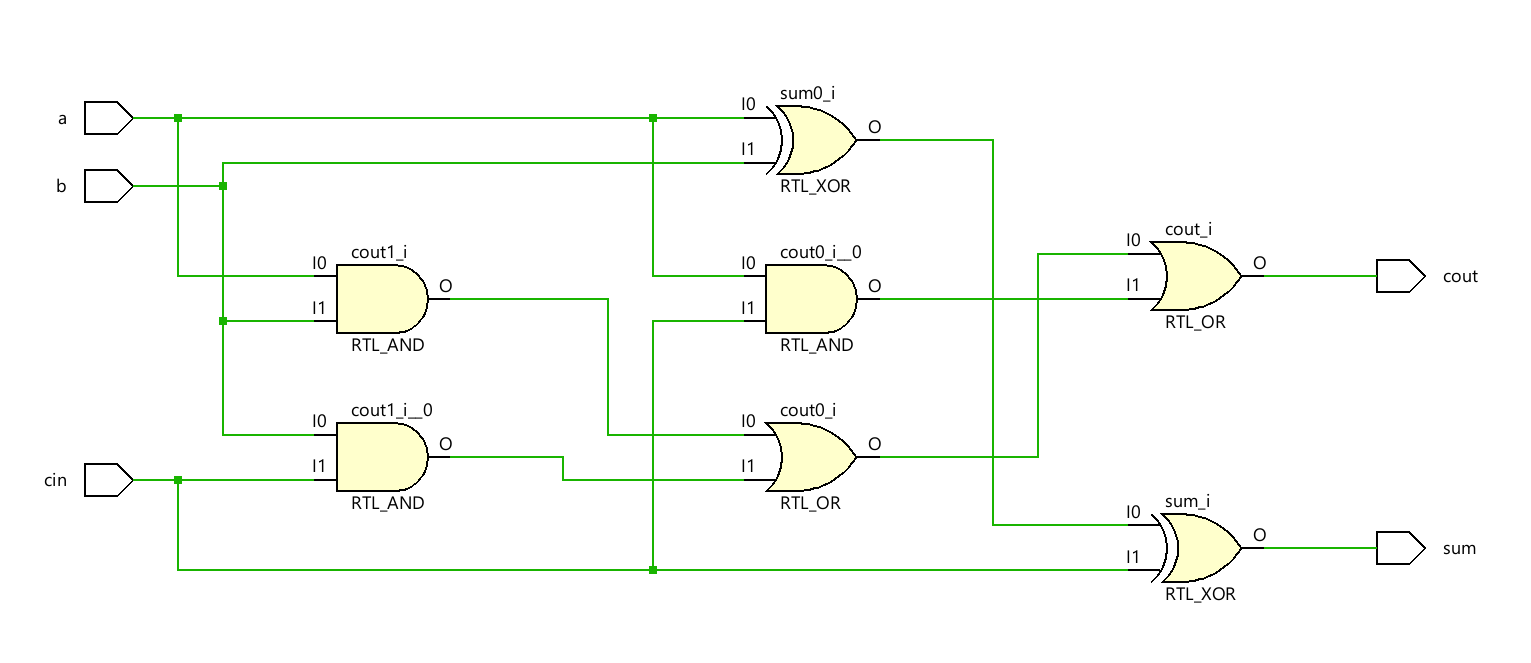 sum0_i
I0
a
O
I1
b
RTL_XOR
cout_i
I0
cout1_i
cout0_i__0
I0
I0
O
cout
O
O
I1
I1
I1
RTL_OR
RTL_AND
RTL_AND
cout1_i__0
cout0_i
I0
I0
O
O
I1
I1
cin
RTL_AND
RTL_OR
sum_i
I0
O
sum
I1
RTL_XOR